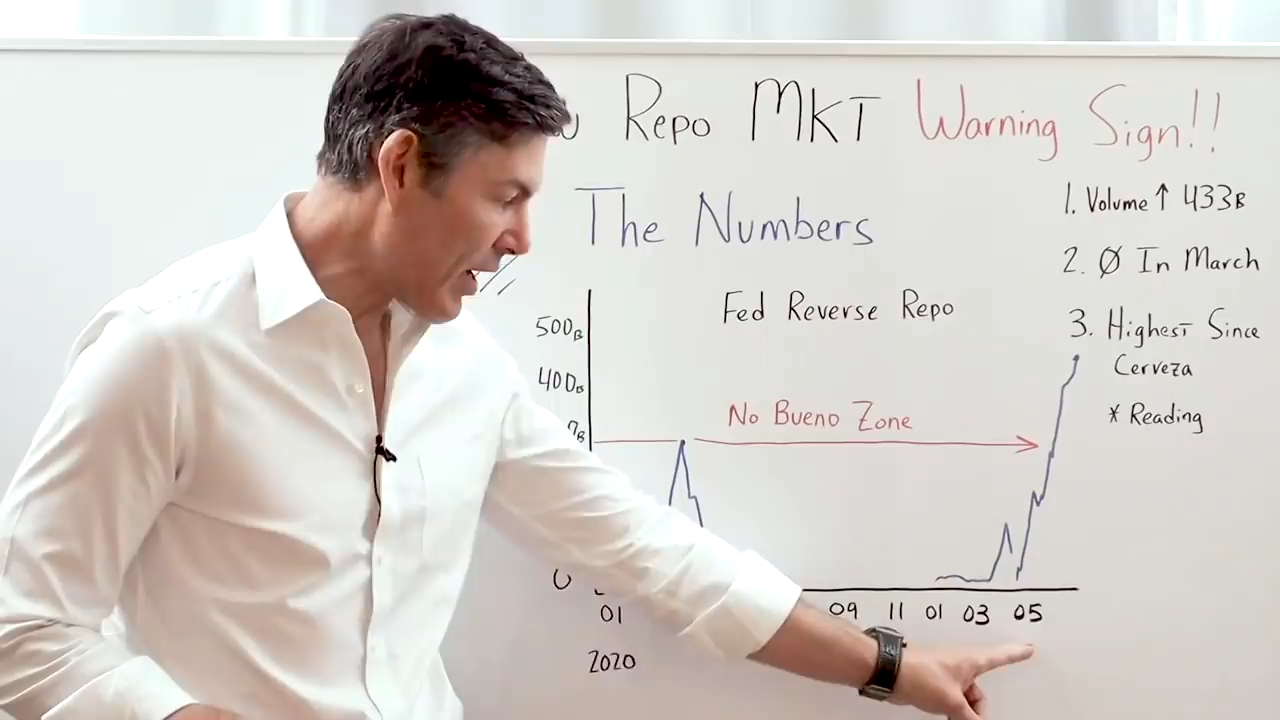 Repo MKT Warning Sign!!
The Numbers
1. Volume ↑ 433B
2. Ø In March
3. Highest Since
Cerveza
* Reading
Fed Reverse Repo
500B
400B
No Bueno Zone
0
01 09 11 01 03 05
2020